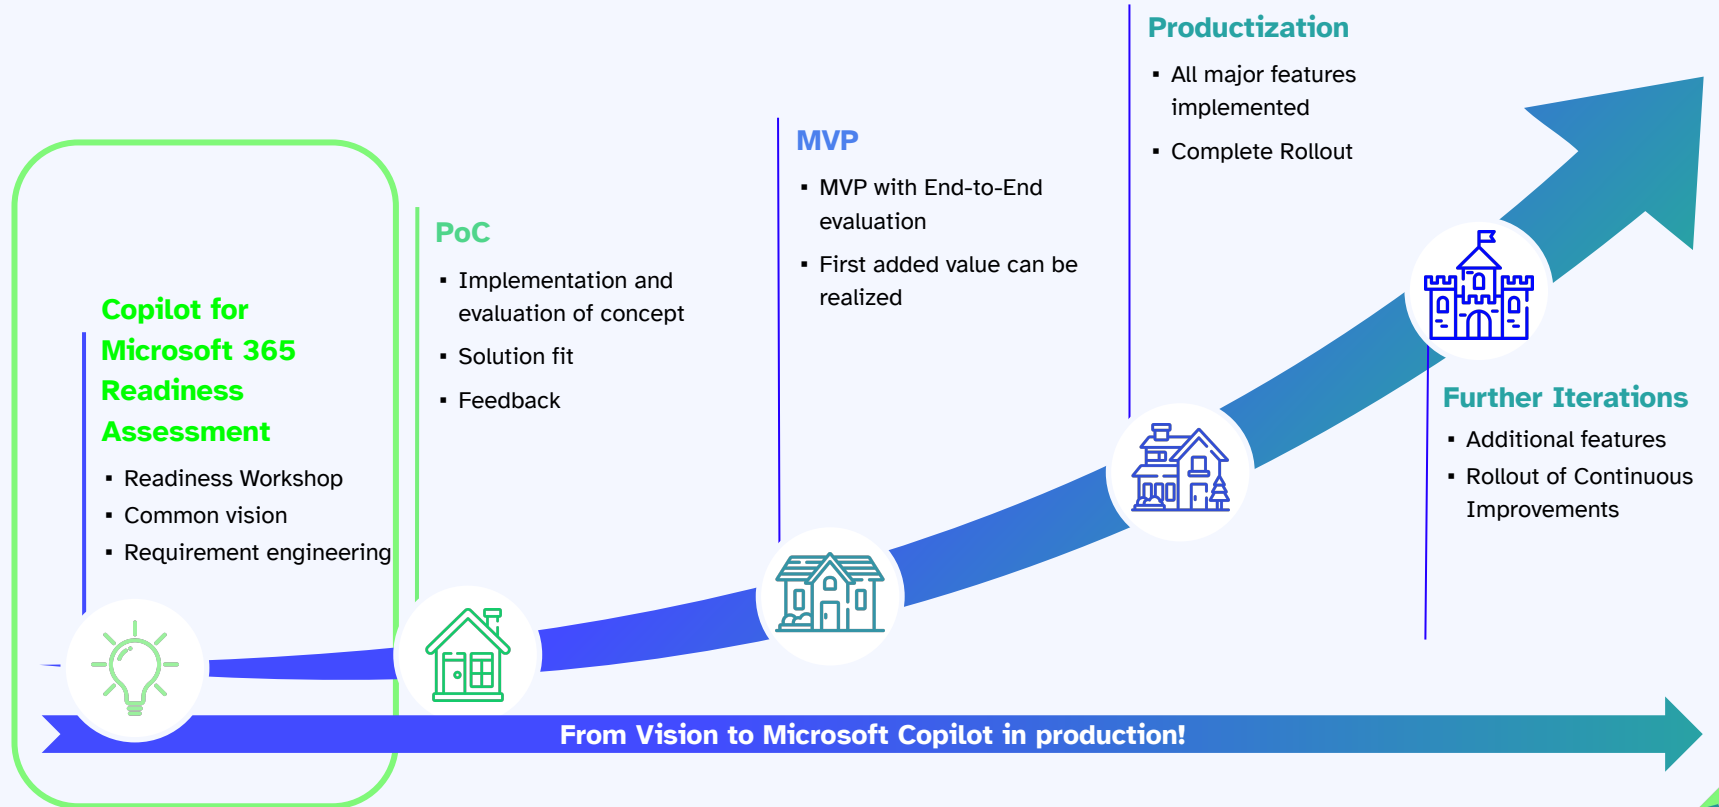 Copilot for
Microsoft 365
Readiness
Assessment
▪ Readiness Workshop
▪ Common vision
▪ Requirement engineering
PoC
▪ Implementation and
evaluation of concept
▪ Solution fit
▪ Feedback
MVP
▪ MVP with End-to-End
evaluation
▪ First added value can be
realized
Productization
▪ All major features
implemented
▪ Complete Rollout
Further Iterations
▪ Additional features
▪ Rollout of Continuous
Improvements
From Vision to Microsoft Copilot in production!